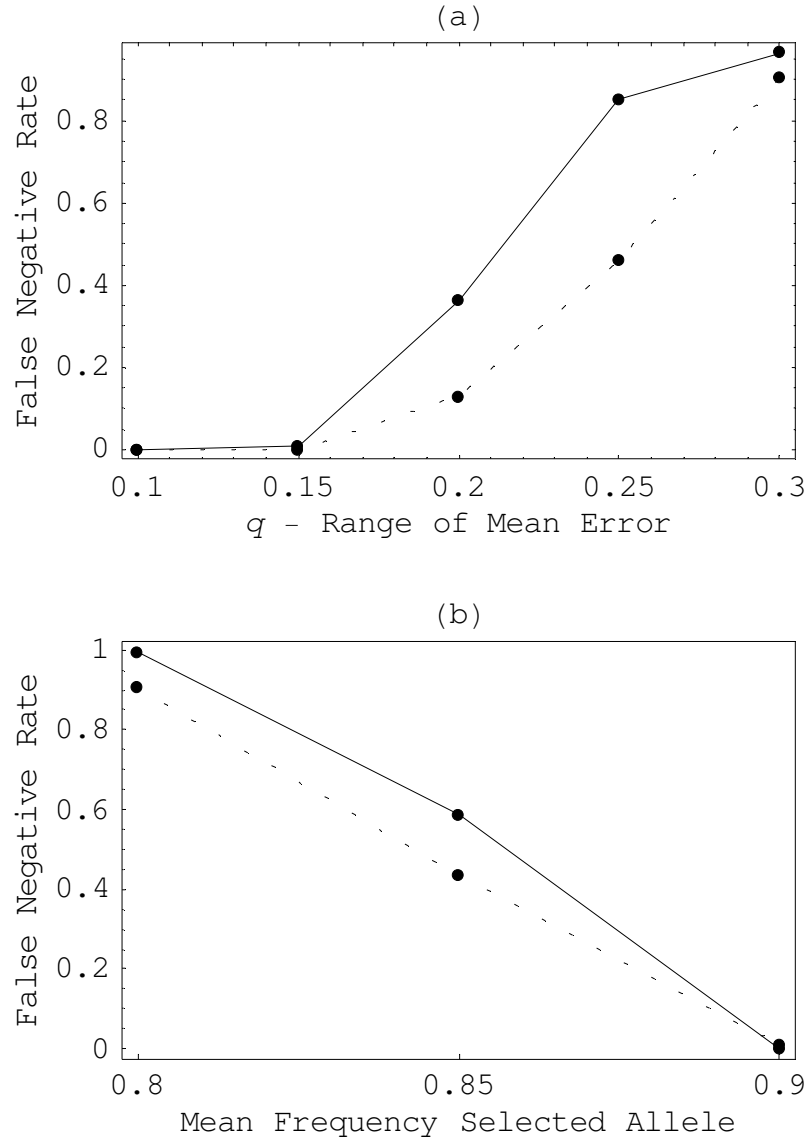 (a)
False Negative Rate
0.8
0.6
0.4
0.2
0
0.1 0.15 0.2 0.25 0.3
q - Range of Mean Error
(b)
False Negative Rate
1
0.8
0.6
0.4
0.2
0
0.8 0.85 0.9
Mean Frequency Selected Allele